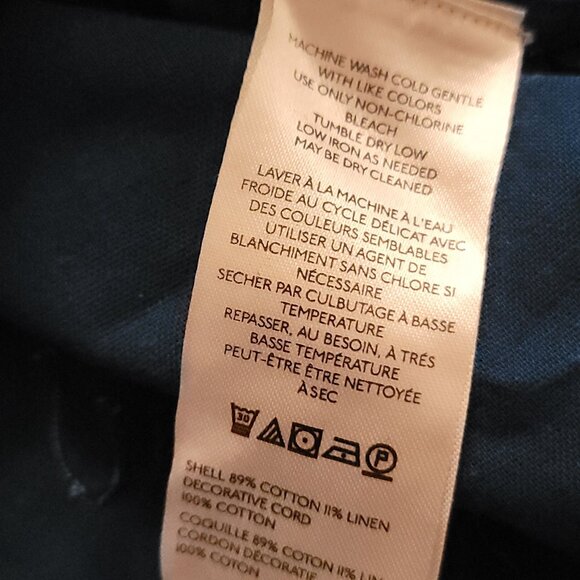 MACHINE WASH COLD GENTLE
WITH LIKE COLORS
USE ONLY NON-CHLORINE
BLEACH
TUMBLE DRY LOW
LOW IRON AS NEEDED
MAY BE DRY CLEANED
LAVER À LA MACHINE À L'EAU
FROIDE AU CYCLE DÉLICAT AVEC
DES COULEURS SEMBLABLES
UTILISER UN AGENT DE
BLANCHIMENT SANS CHLORE SI
NÉCESSAIRE
SECHER PAR CULBUTAGE À BASSE
TEMPERATURE
REPASSER, AU BESOIN, À TRÉS
BASSE TEMPÉRATURE
PEUT-ÊTRE ÊTRE NETTOYÉE
À SEC
30 P
SHELL 89% COTTON 11% LINEN
DECORATIVE CORD
100% COTTON
COQUILLE 89% COTON 11% LIN
CORDON DÉCORATIF
100% COTON